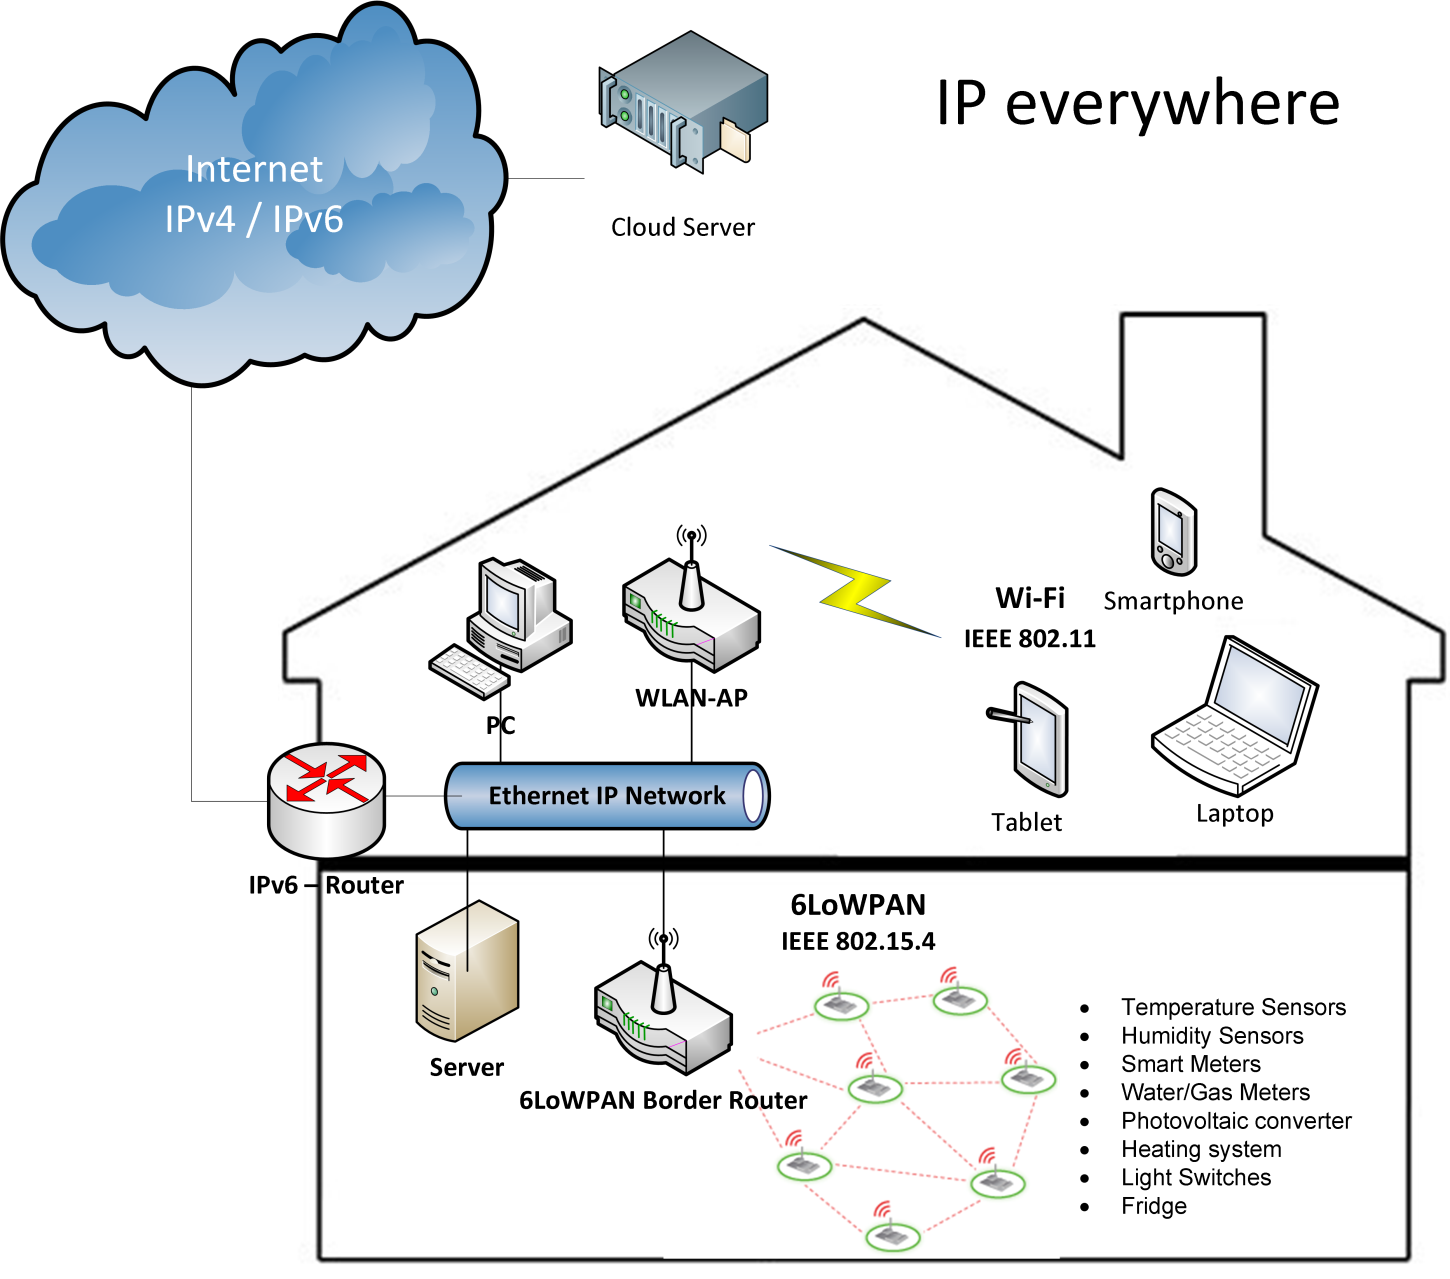 IP everywhere
Internet
IPv4 / IPv6
Cloud Server
Smartphone
Wi-Fi
IEEE 802.11
WLAN-AP
PC
Ethernet IP Network
Tablet
Laptop
IPv6 – Router
6LoWPAN
IEEE 802.15.4
Server
6LoWPAN Border Router
• Temperature Sensors
• Humidity Sensors
• Smart Meters
• Water/Gas Meters
• Photovoltaic converter
• Heating system
• Light Switches
• Fridge